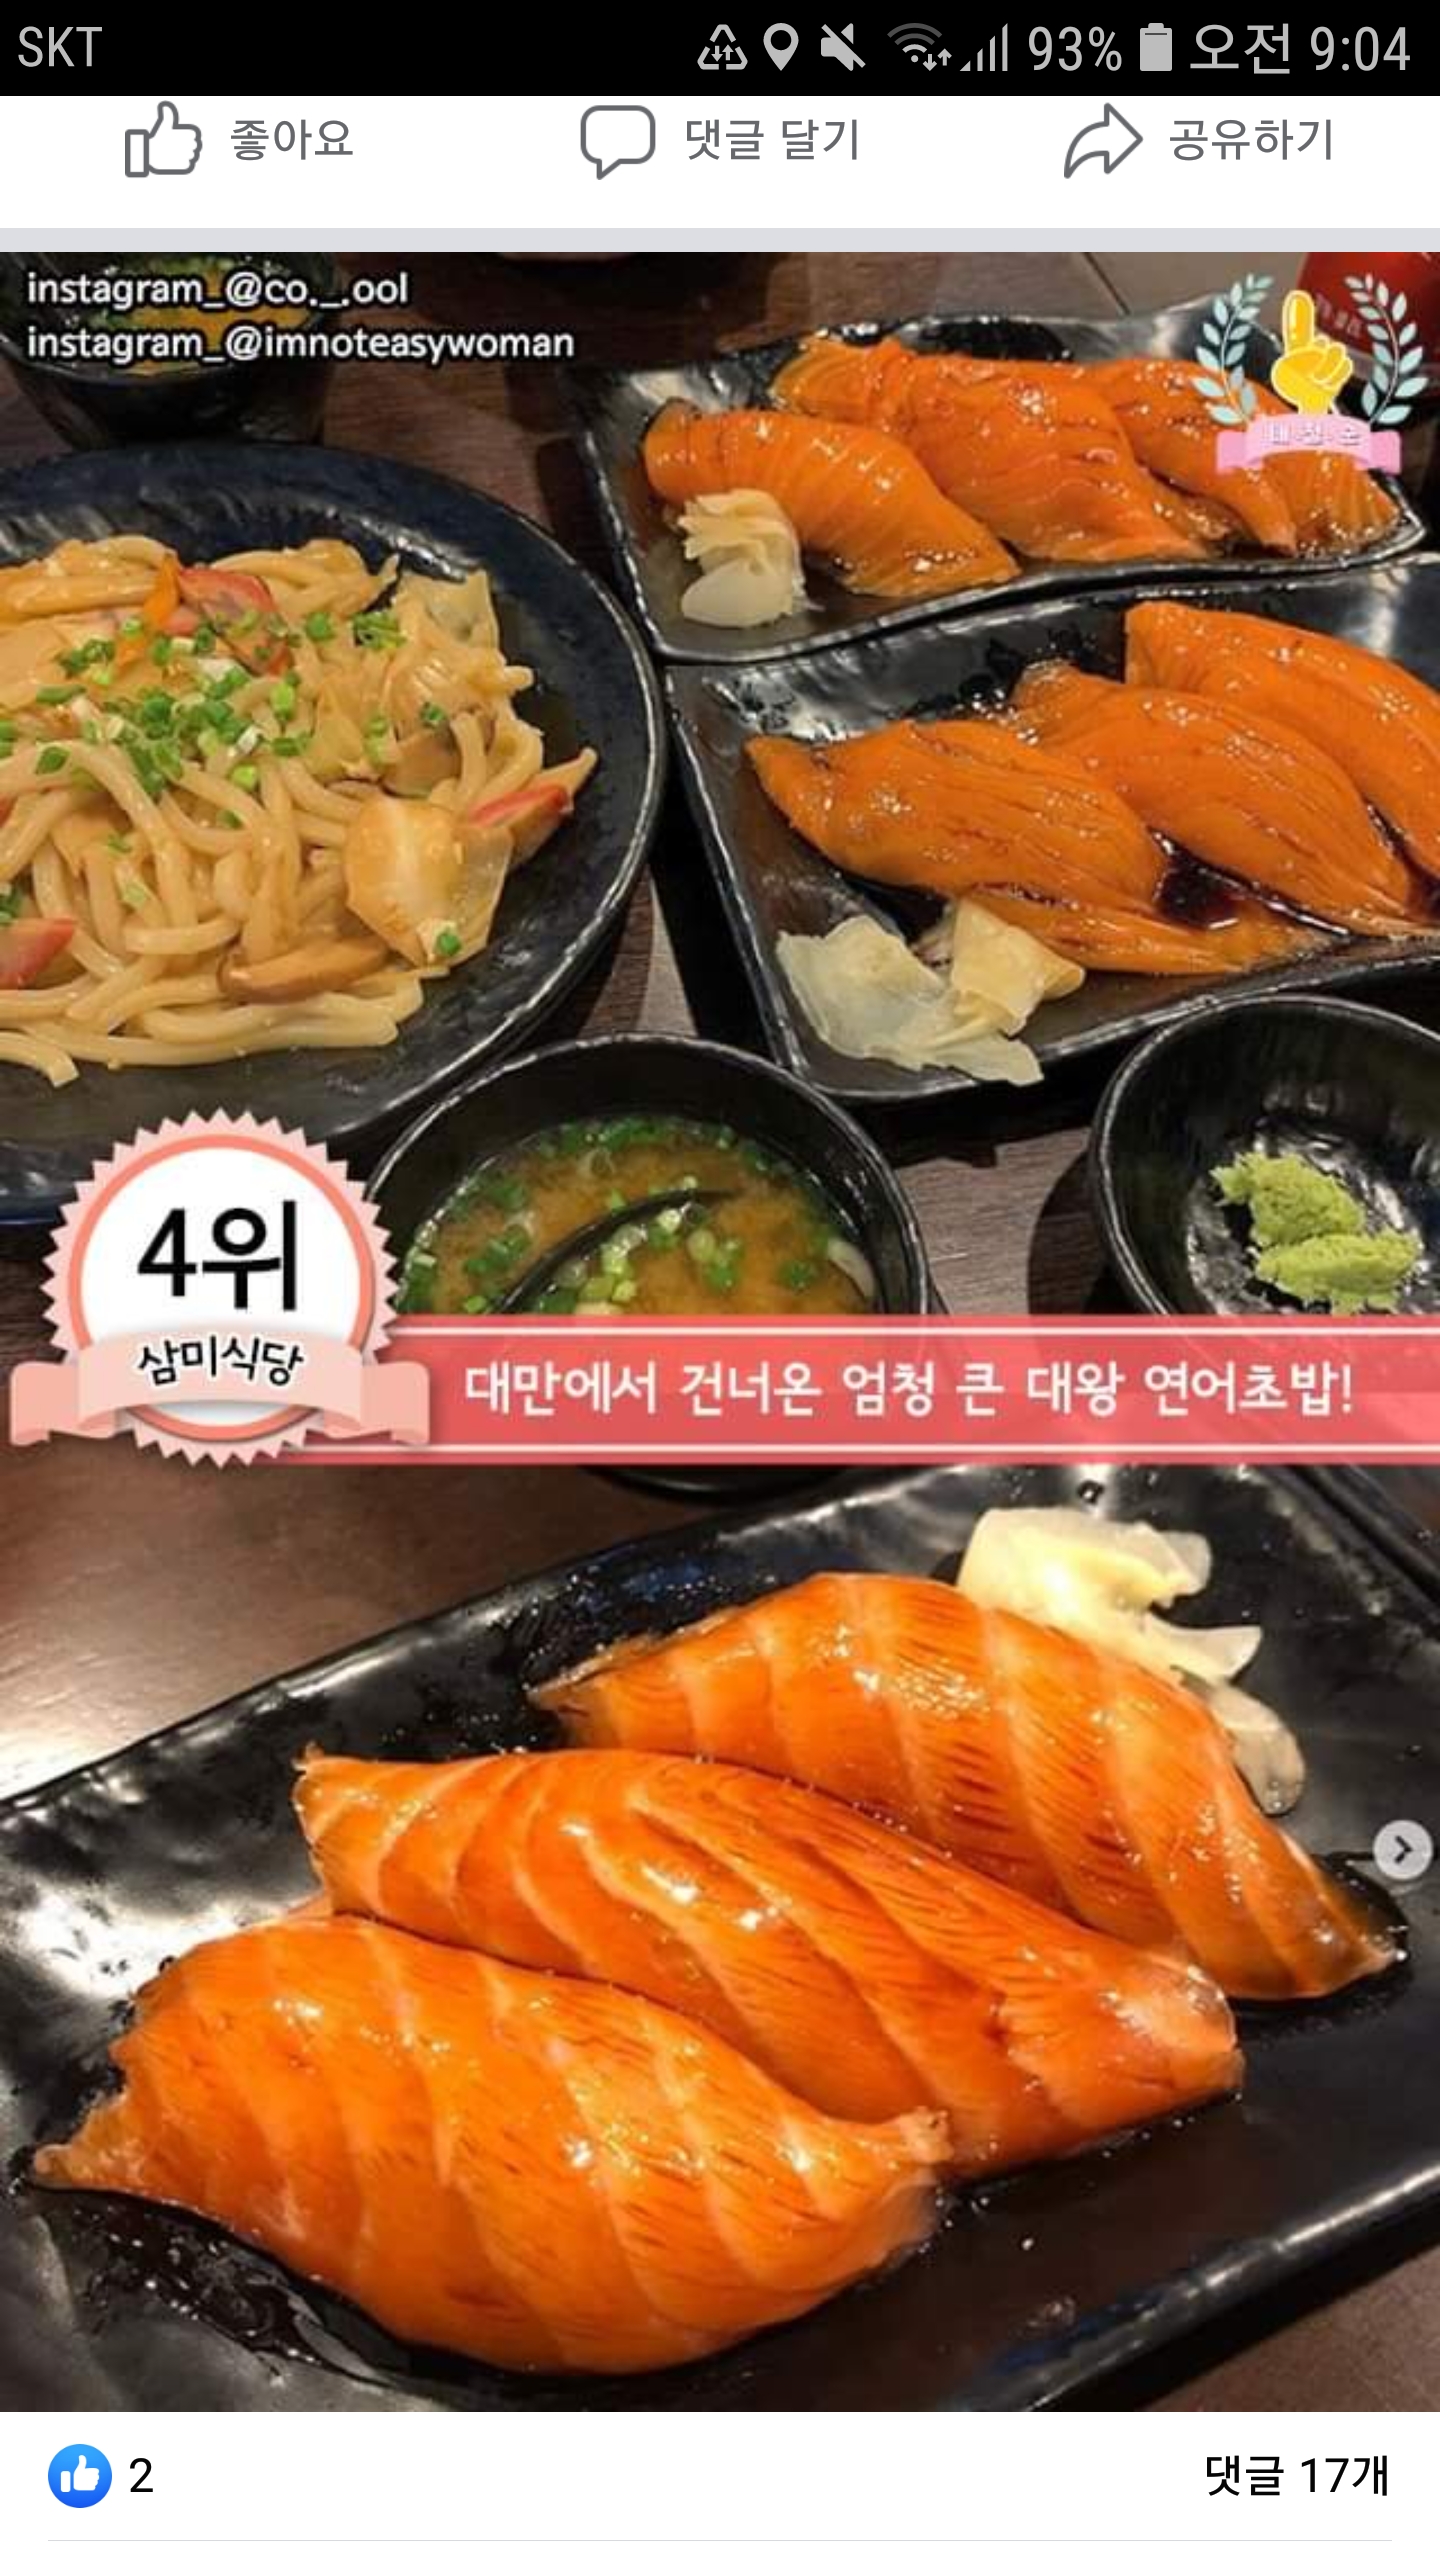 SKT 93% 오전 9:04
좋아요 댓글 달기 공유하기
instagram_@co._.ool
instagram_@imnoteasywoman
4위
삼미식당
대만에서 건너온 엄청 큰 대왕 연어초밥!
2 댓글 17개